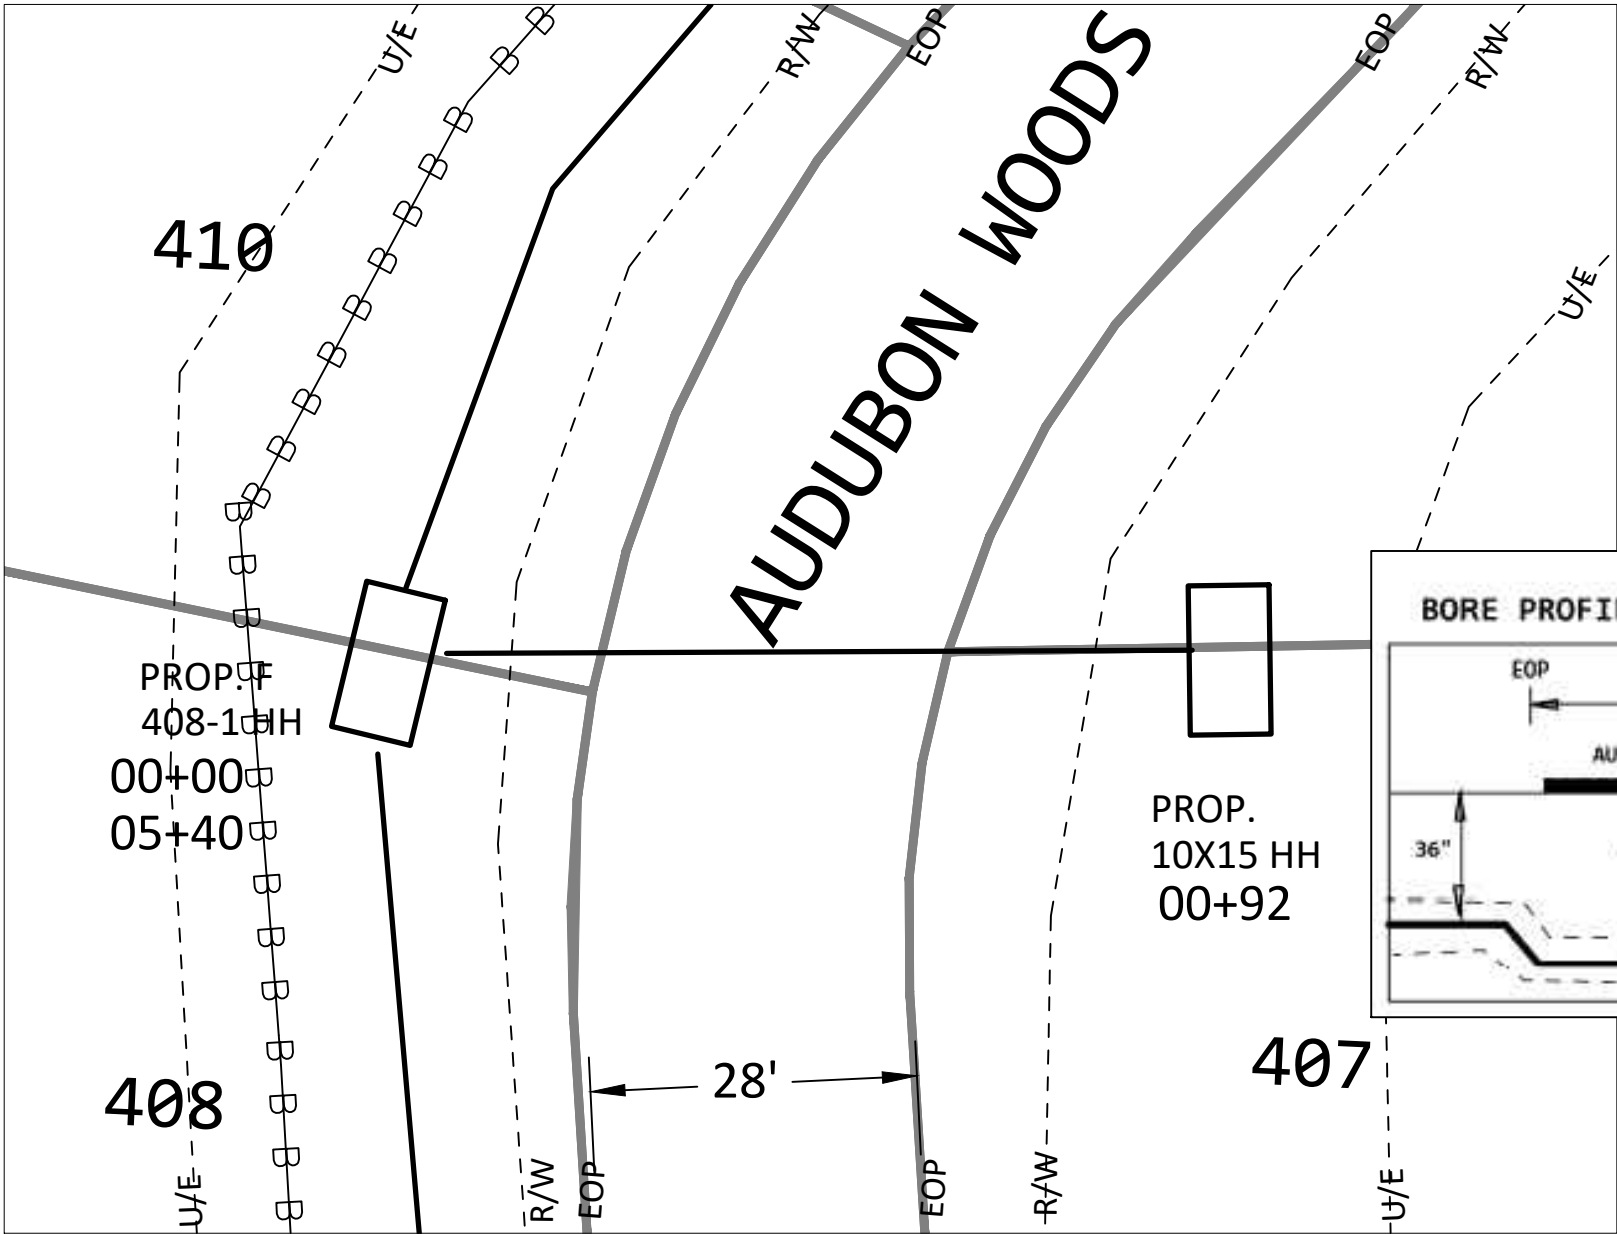 U/E
R/W
EOP
EOP
R/W
U/E
AUDUBON WOODS
410
B B B B B B B B B B B
B B B B B B B B B B B B B B
BORE PROFI
EOP
AU
36"
PROP. F
408-1 HH
00+00
05+40
PROP.
10X15 HH
00+92
407
408
28'
U/E
R/W
EOP
EOP
R/W
U/E